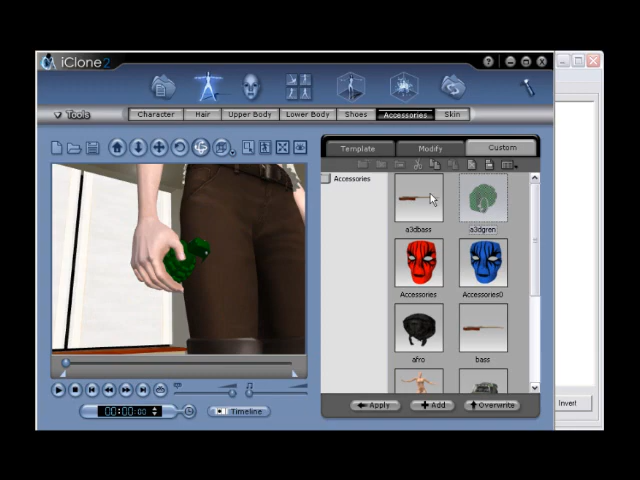 iClone2
Tools
Character Hair Upper Body Lower Body Shoes Accessories Skin
Template Modify Custom
Accessories
a3dbass a3dgren
Accessories Accessories0
afro bass
Apply Add Overwrite
Invert
00:00:00 Timeline